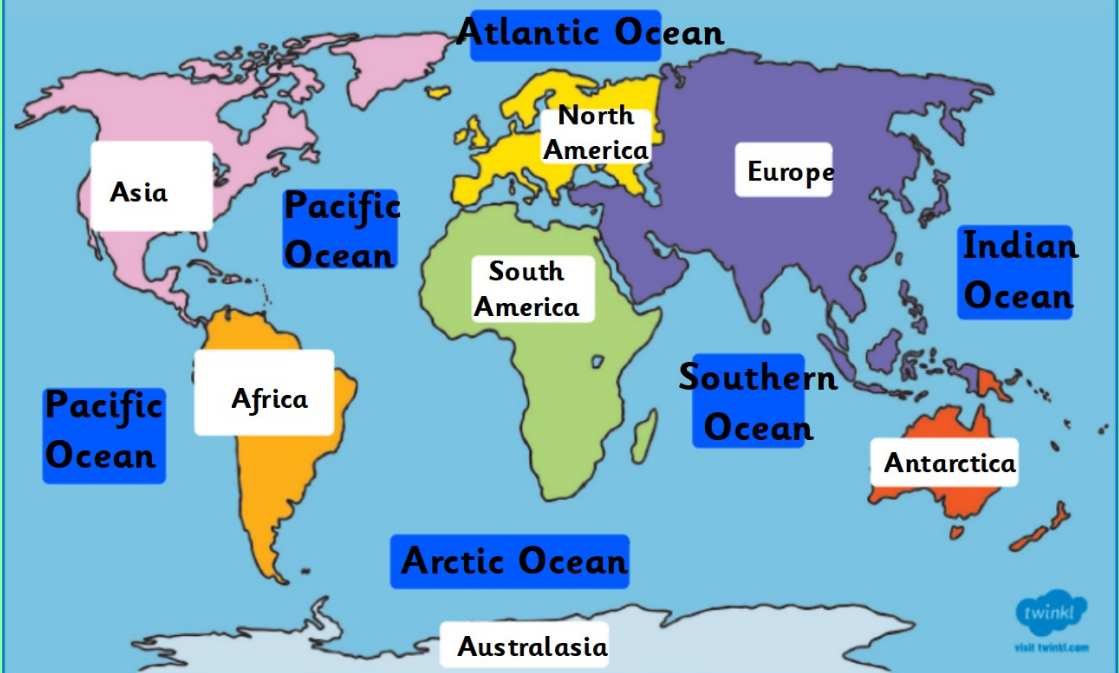 Atlantic Ocean
North
America
Europe
Asia
Pacific
Ocean
Indian
Ocean
South
America
Africa
Southern
Ocean
Pacific
Ocean
Antarctica
Arctic Ocean
Australasia
twinkl
visit twinkl.com